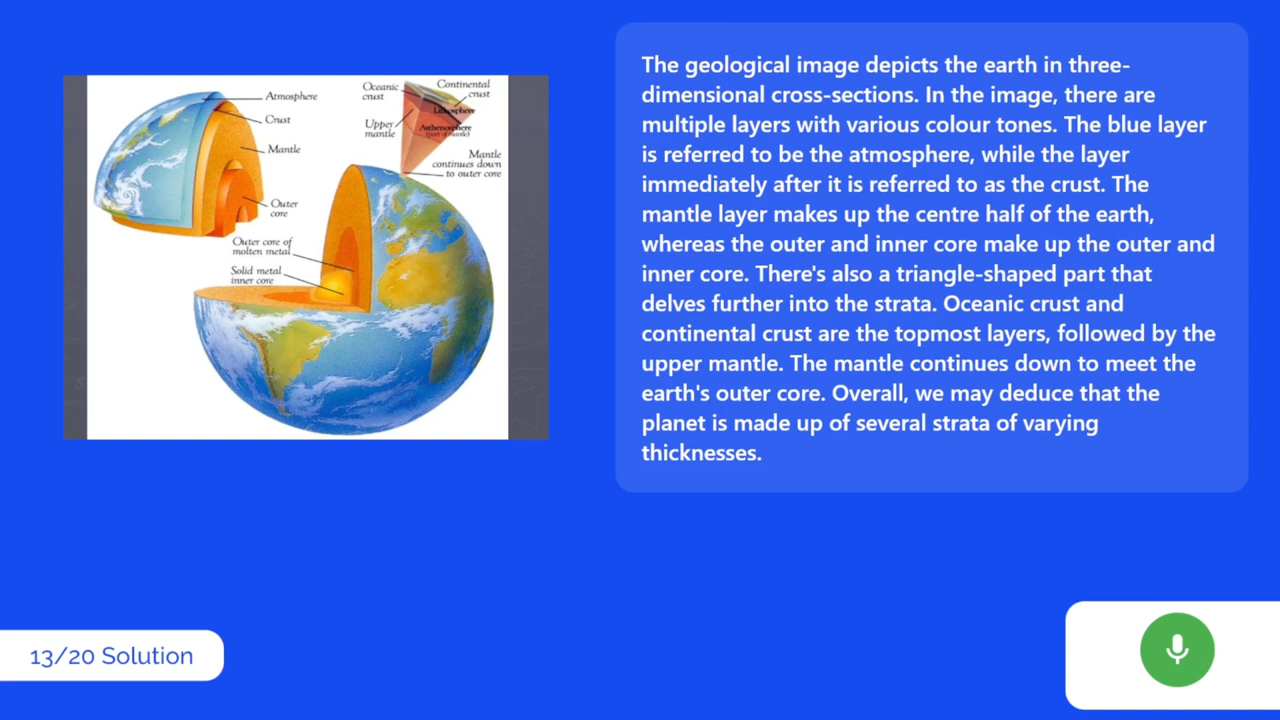 Atmosphere
Crust
Mantle
Outer
core
Oceanic
crust
Continental
crust
Lithosphere
Upper
mantle
Asthenosphere
(part of mantle)
Mantle
continues down
to outer core
Outer core of
molten metal
Solid metal
inner core
The geological image depicts the earth in three-
dimensional cross-sections. In the image, there are
multiple layers with various colour tones. The blue layer
is referred to be the atmosphere, while the layer
immediately after it is referred to as the crust. The
mantle layer makes up the centre half of the earth,
whereas the outer and inner core make up the outer and
inner core. There's also a triangle-shaped part that
delves further into the strata. Oceanic crust and
continental crust are the topmost layers, followed by the
upper mantle. The mantle continues down to meet the
earth's outer core. Overall, we may deduce that the
planet is made up of several strata of varying
thicknesses.
13/20 Solution